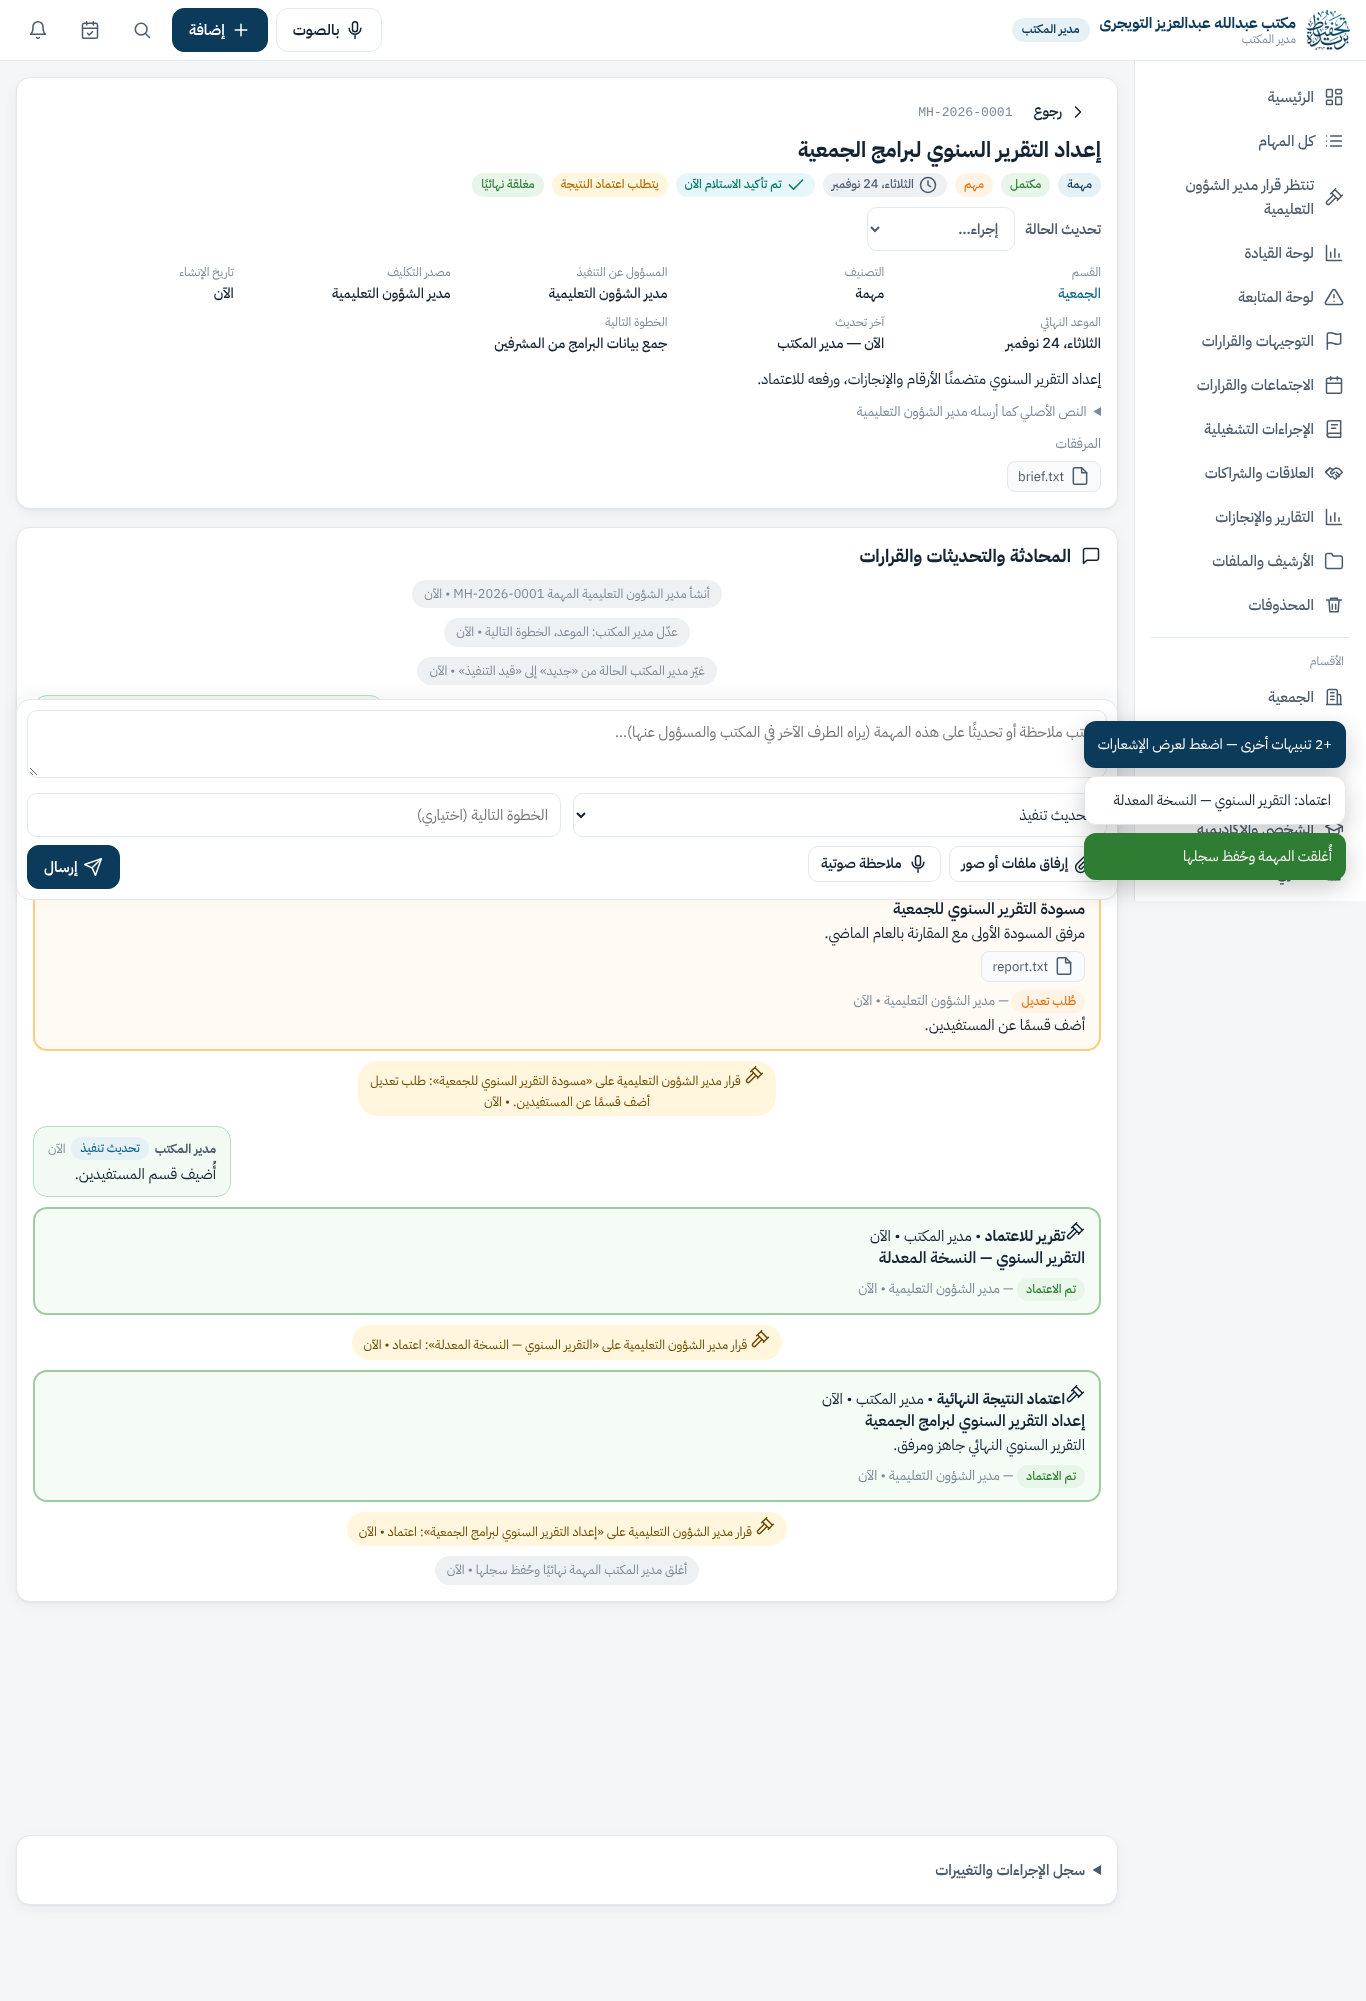 مكتب عبدالله عبدالعزيز التويجري
مدير المكتب
مدير المكتب
بالصوت
إضافة
الرئيسية
كل المهام
تنتظر قرار مدير الشؤون
التعليمية
لوحة القيادة
لوحة المتابعة
التوجيهات والقرارات
الاجتماعات والقرارات
الإجراءات التشغيلية
العلاقات والشراكات
التقارير والإنجازات
الأرشيف والملفات
المحذوفات
الأقسام
الجمعية
رجوع
MH-2026-0001
إعداد التقرير السنوي لبرامج الجمعية
مهمة
مكتمل
مهم
الثلاثاء، 24 نوفمبر
تم تأكيد الاستلام الآن
يتطلب اعتماد النتيجة
مغلقة نهائيًا
تحديث الحالة
إجراء...
القسم
الجمعية
التصنيف
مهمة
المسؤول عن التنفيذ
مدير الشؤون التعليمية
مصدر التكليف
مدير الشؤون التعليمية
تاريخ الإنشاء
الآن
الموعد النهائي
الثلاثاء، 24 نوفمبر
آخر تحديث
الآن — مدير المكتب
الخطوة التالية
جمع بيانات البرامج من المشرفين
إعداد التقرير السنوي متضمنًا الأرقام والإنجازات، ورفعه للاعتماد.
النص الأصلي كما أرسله مدير الشؤون التعليمية
المرفقات
brief.txt
المحادثة والتحديثات والقرارات
أنشأ مدير الشؤون التعليمية المهمة MH-2026-0001 • الآن
عدّل مدير المكتب: الموعد، الخطوة التالية • الآن
غيّر مدير المكتب الحالة من «جديد» إلى «قيد التنفيذ» • الآن
ملاحظة أو تحديثًا على هذه المهمة (يراه الطرف الآخر في المكتب والمسؤول عنها)...
تنفيذ
الخطوة التالية (اختياري)
إرفاق ملفات أو صور
ملاحظة صوتية
إرسال
+2 تنبيهات أخرى — اضغط لعرض الإشعارات
اعتماد: التقرير السنوي — النسخة المعدلة
أُغلقت المهمة وحُفظ سجلها
مسودة التقرير السنوي للجمعية
مرفق المسودة الأولى مع المقارنة بالعام الماضي.
report.txt
طُلب تعديل — مدير الشؤون التعليمية • الآن
أضف قسمًا عن المستفيدين.
قرار مدير الشؤون التعليمية على «مسودة التقرير السنوي للجمعية»: طلب تعديل
أضف قسمًا عن المستفيدين. • الآن
مدير المكتب تحديث تنفيذ الآن
أُضيف قسم المستفيدين.
تقرير للاعتماد • مدير المكتب • الآن
التقرير السنوي — النسخة المعدلة
تم الاعتماد — مدير الشؤون التعليمية • الآن
قرار مدير الشؤون التعليمية على «التقرير السنوي — النسخة المعدلة»: اعتماد • الآن
اعتماد النتيجة النهائية • مدير المكتب • الآن
إعداد التقرير السنوي لبرامج الجمعية
التقرير السنوي النهائي جاهز ومرفق.
تم الاعتماد — مدير الشؤون التعليمية • الآن
قرار مدير الشؤون التعليمية على «إعداد التقرير السنوي لبرامج الجمعية»: اعتماد • الآن
أغلق مدير المكتب المهمة نهائيًا وحُفظ سجلها • الآن
سجل الإجراءات والتغييرات